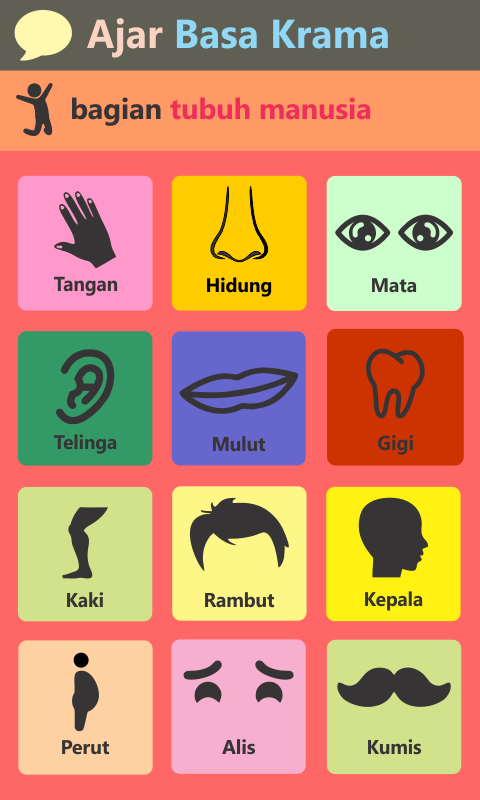 Ajar Basa Krama
bagian tubuh manusia
Tangan
Hidung
Mata
Telinga
Mulut
Gigi
Kaki
Rambut
Kepala
Perut
Alis
Kumis